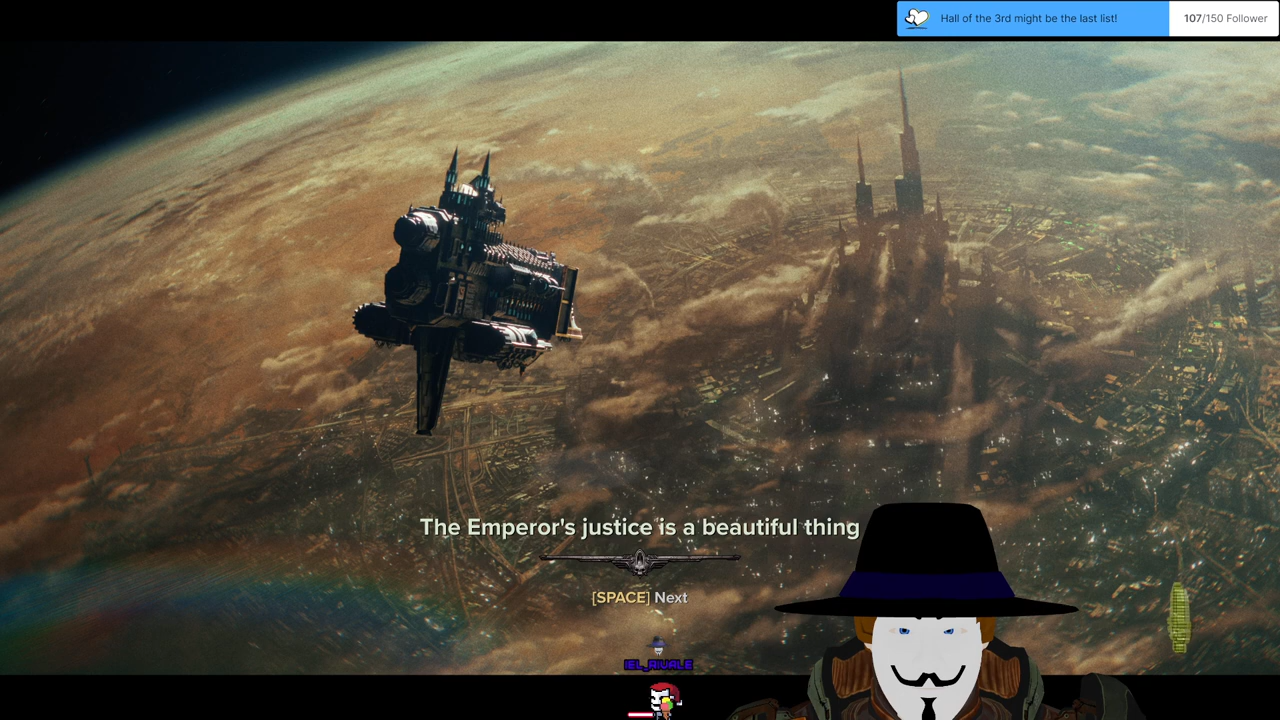 Hall of the 3rd might be the last list!
107/150 Follower
The Emperor's justice is a beautiful thing
[SPACE] Next
IEL_RIVALE